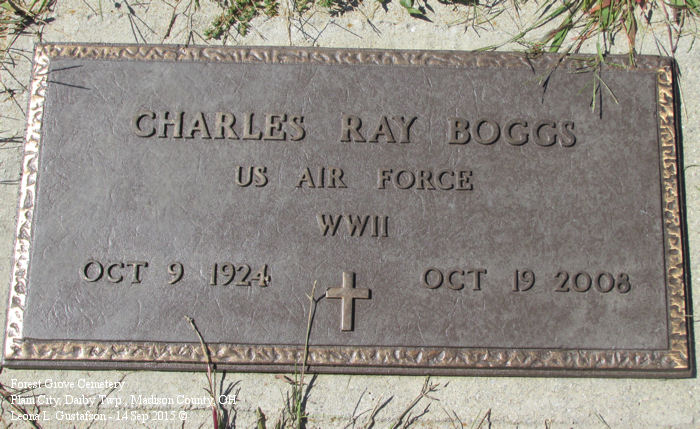 CHARLES RAY BOGGS
US AIR FORCE
WWII
OCT 9 1924 OCT 19 2008
Forest Grove Cemetery
Plain City, Darby Twp., Madison County, OH
Leona L. Gustafson - 14 Sep 2015 ©